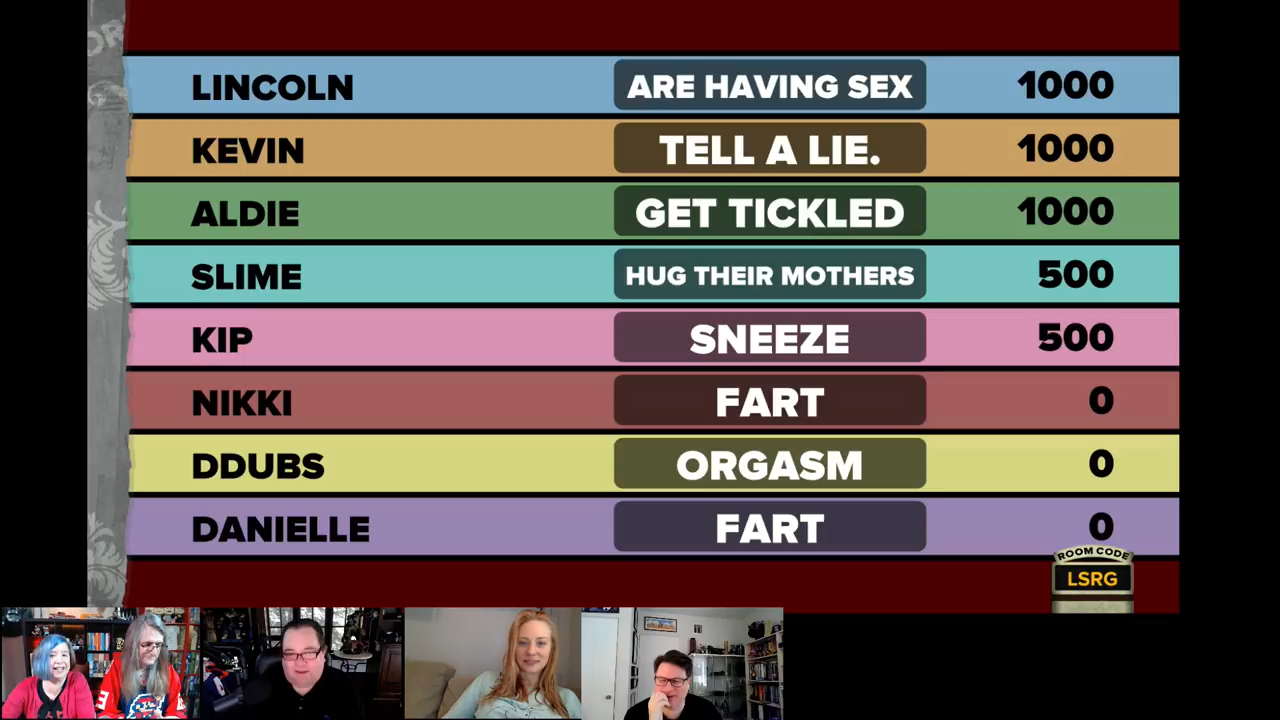 LINCOLN ARE HAVING SEX 1000
KEVIN TELL A LIE. 1000
ALDIE GET TICKLED 1000
SLIME HUG THEIR MOTHERS 500
KIP SNEEZE 500
NIKKI FART 0
DDUBS ORGASM 0
DANIELLE FART 0
ROOM CODE
LSRG